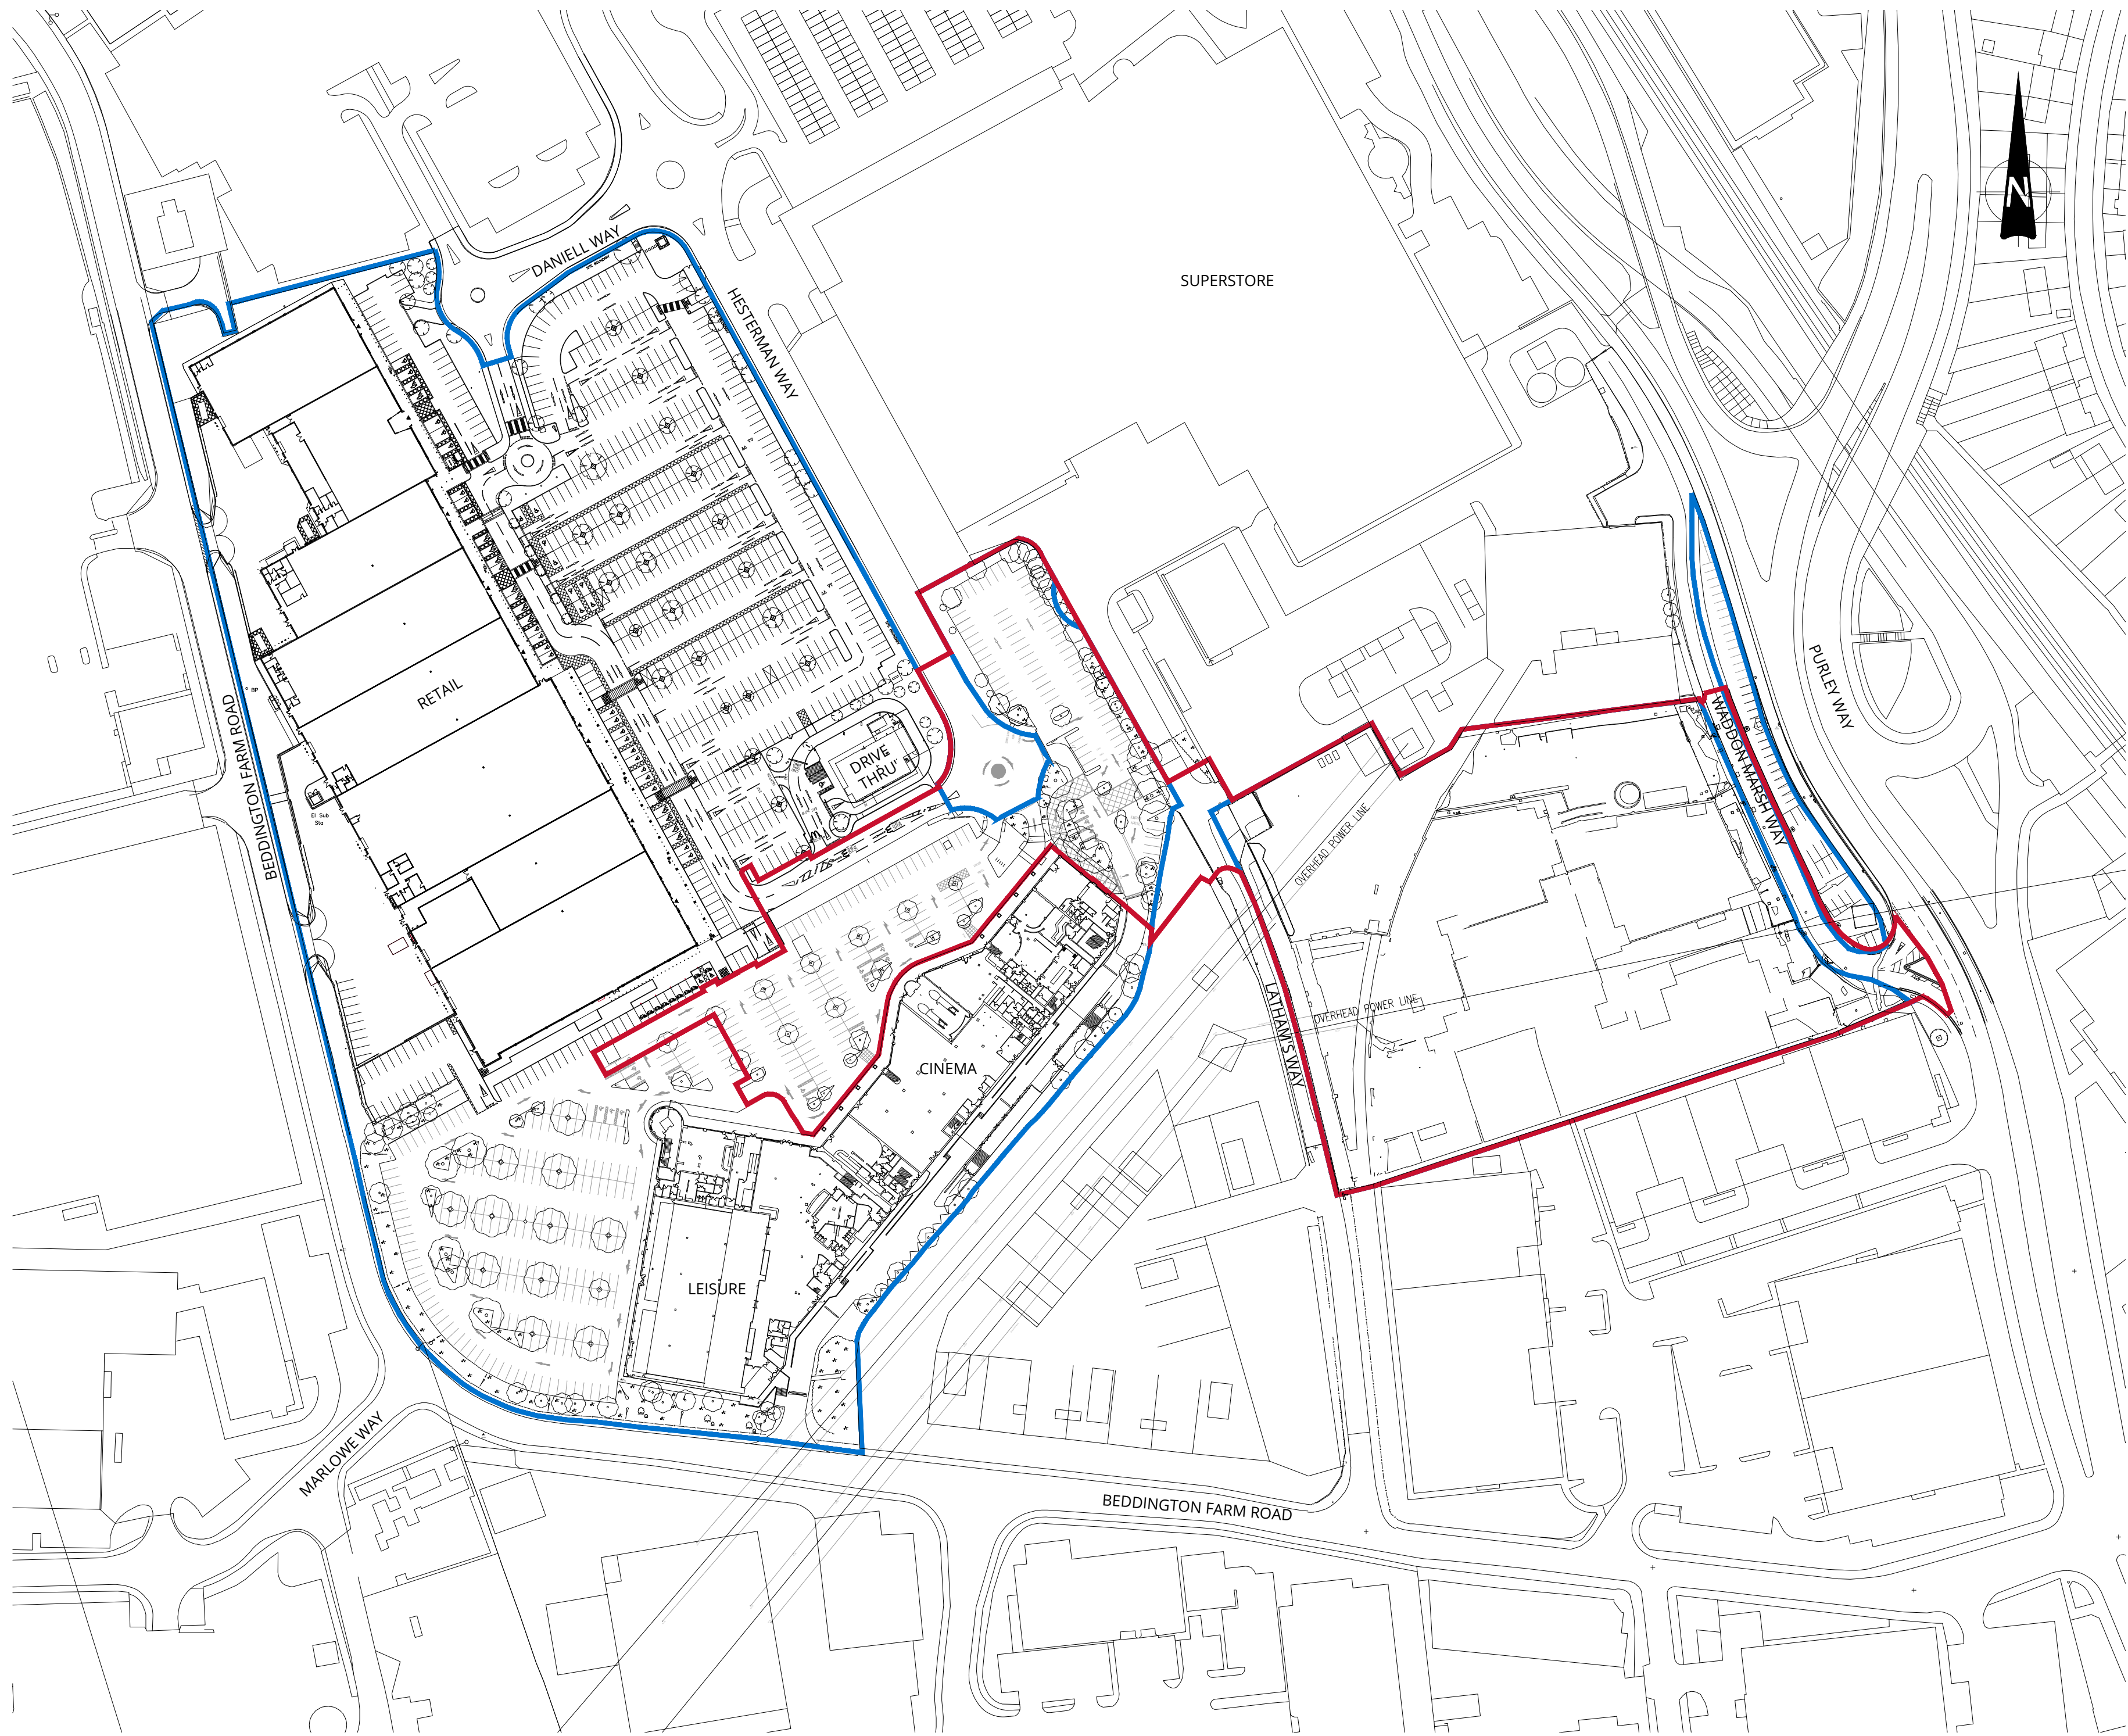 N
DANIELL WAY
SUPERSTORE
HESTERMAN WAY
PURLEY WAY
RETAIL
BP
BEDDINGTON FARM ROAD
WADDON MARSH WAY
DRIVE
THRU'
El Sub
Sta
OVERHEAD POWER LINE
OVERHEAD POWER LINE
LATHAM'S WAY
CINEMA
LEISURE
MARLOWE WAY
BEDDINGTON FARM ROAD